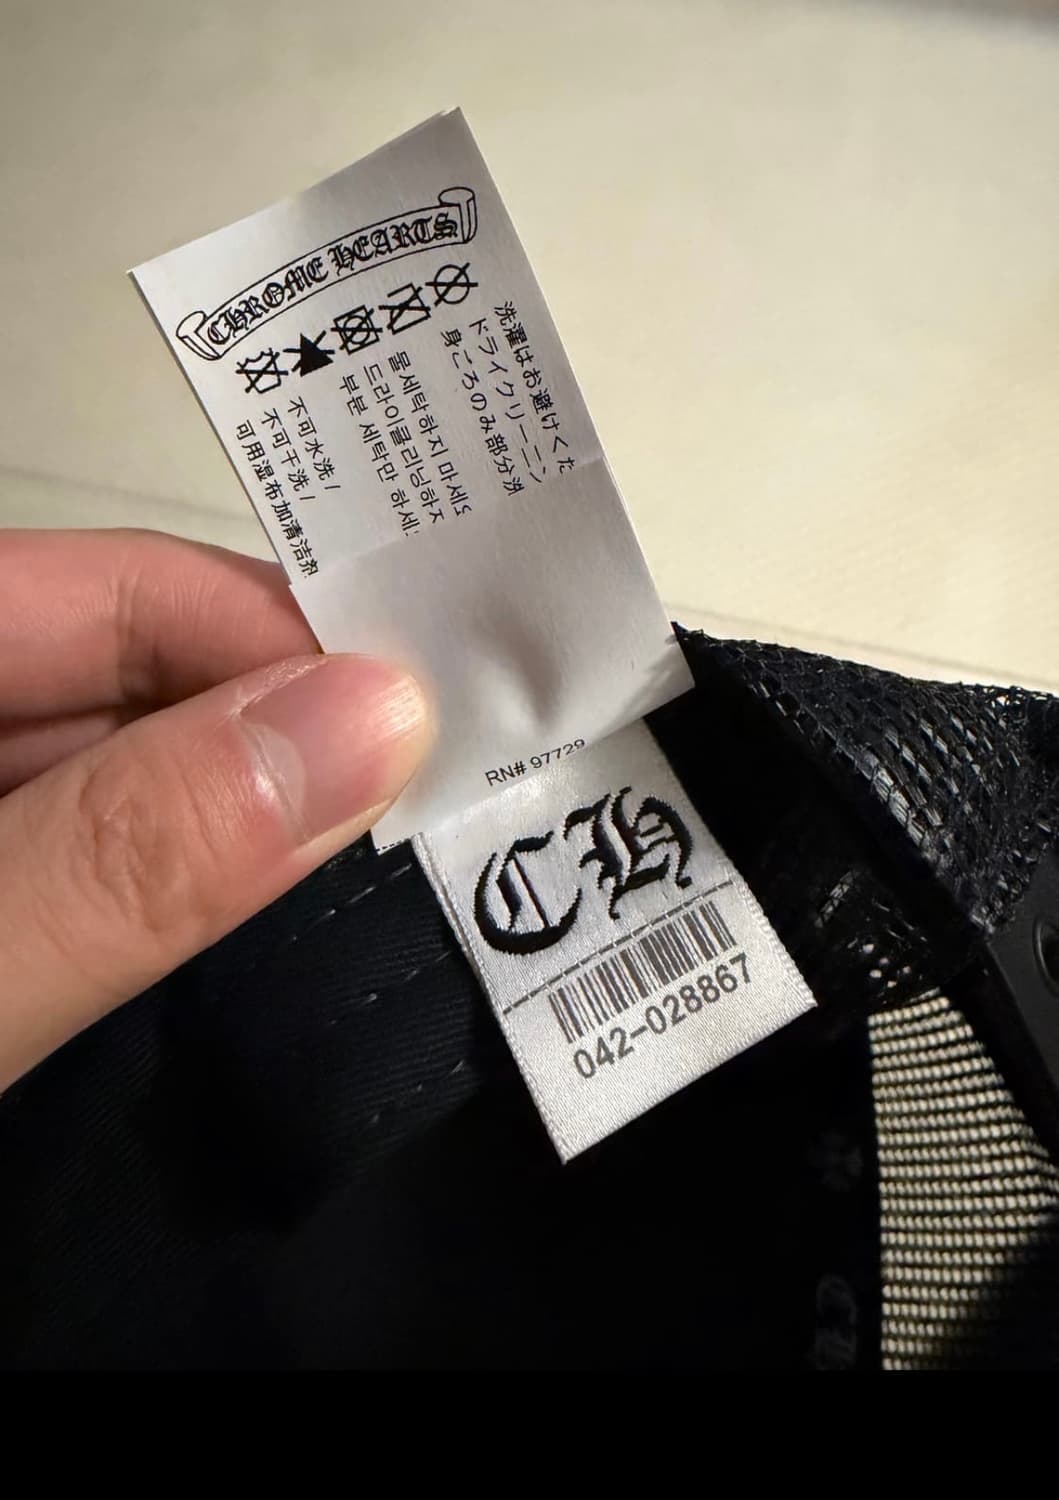 CHROME HEARTS
洗濯はお避けくだ
ドライクリーニン
身ごろのみ部分洗
물세탁하지 마세요
드라이클리닝하지
부분 세탁만 하세요
不可水洗/
不可干洗/
可用湿布加清洁剂
RN# 97729
CH
042-028867